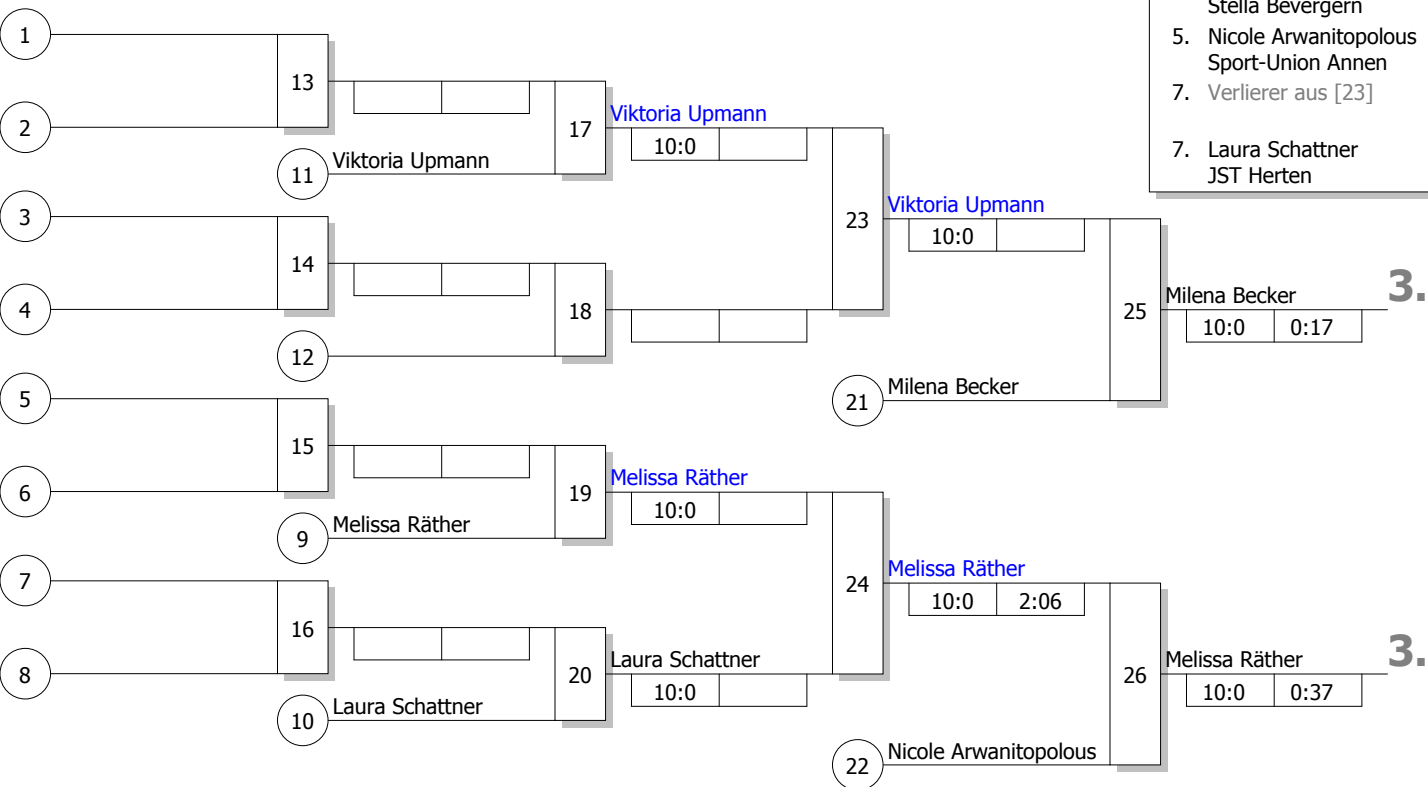 Stella Bevergern
5. Nicole Arwanitopolous
Sport-Union Annen
7. Verlierer aus [23]
7. Laura Schattner
JST Herten
1
13
2
17
Viktoria Upmann
10:0
11
Viktoria Upmann
3
14
4
18
12
23
Viktoria Upmann
10:0
25
Milena Becker
3.
10:0
0:17
21
Milena Becker
5
15
6
19
Melissa Räther
10:0
9
Melissa Räther
7
16
8
20
Laura Schattner
10:0
10
Laura Schattner
24
Melissa Räther
10:0
2:06
26
Melissa Räther
3.
10:0
0:37
22
Nicole Arwanitopolous